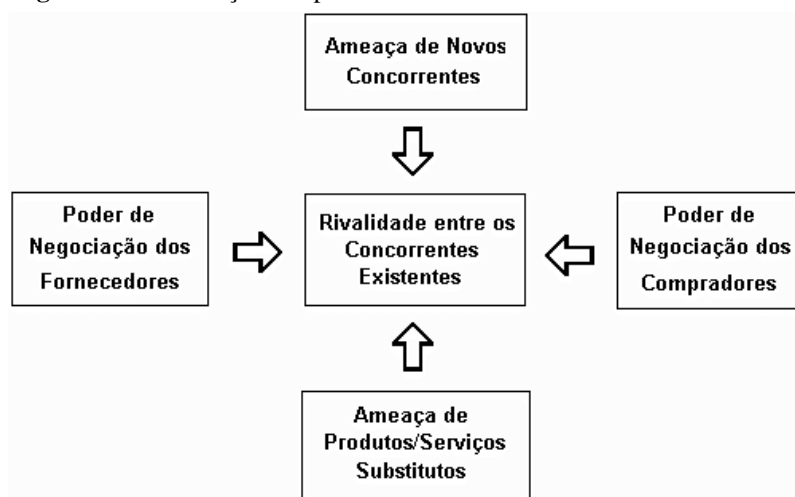 Ameaça de Novos
Concorrentes
Poder de
Negociação dos
Fornecedores
Rivalidade entre os
Concorrentes
Existentes
Poder de
Negociação dos
Compradores
Ameaça de
Produtos/Serviços
Substitutos